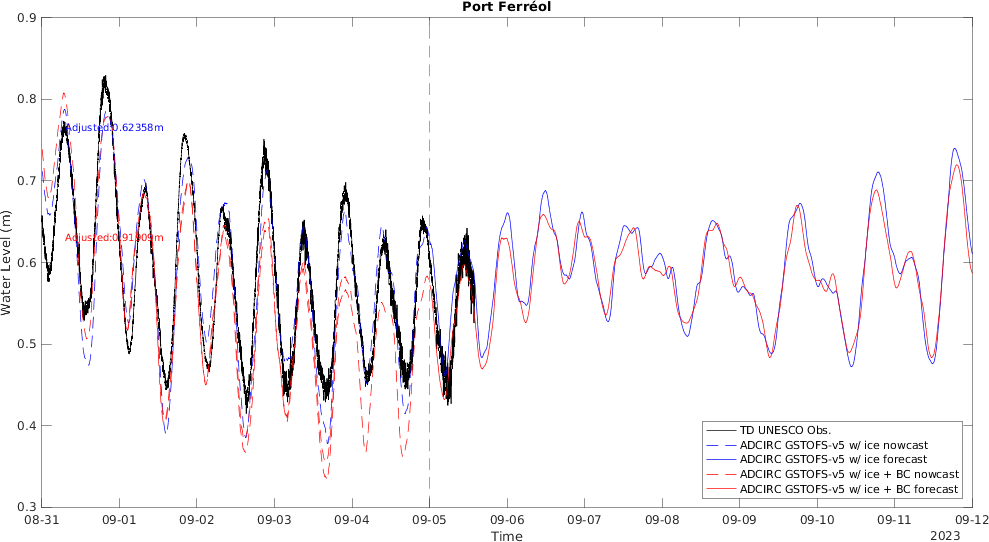 Port Ferréol
0.9
0.8
0.7
0.6
0.5
0.4
0.3
Water Level (m)
Adjusted:0.62358m
Adjusted:0.91909m
TD UNESCO Obs.
ADCIRC GSTOFS-v5 w/ ice nowcast
ADCIRC GSTOFS-v5 w/ ice forecast
ADCIRC GSTOFS-v5 w/ ice + BC nowcast
ADCIRC GSTOFS-v5 w/ ice + BC forecast
08-31 09-01 09-02 09-03 09-04 09-05 09-06 09-07 09-08 09-09 09-10 09-11 09-12
Time
2023